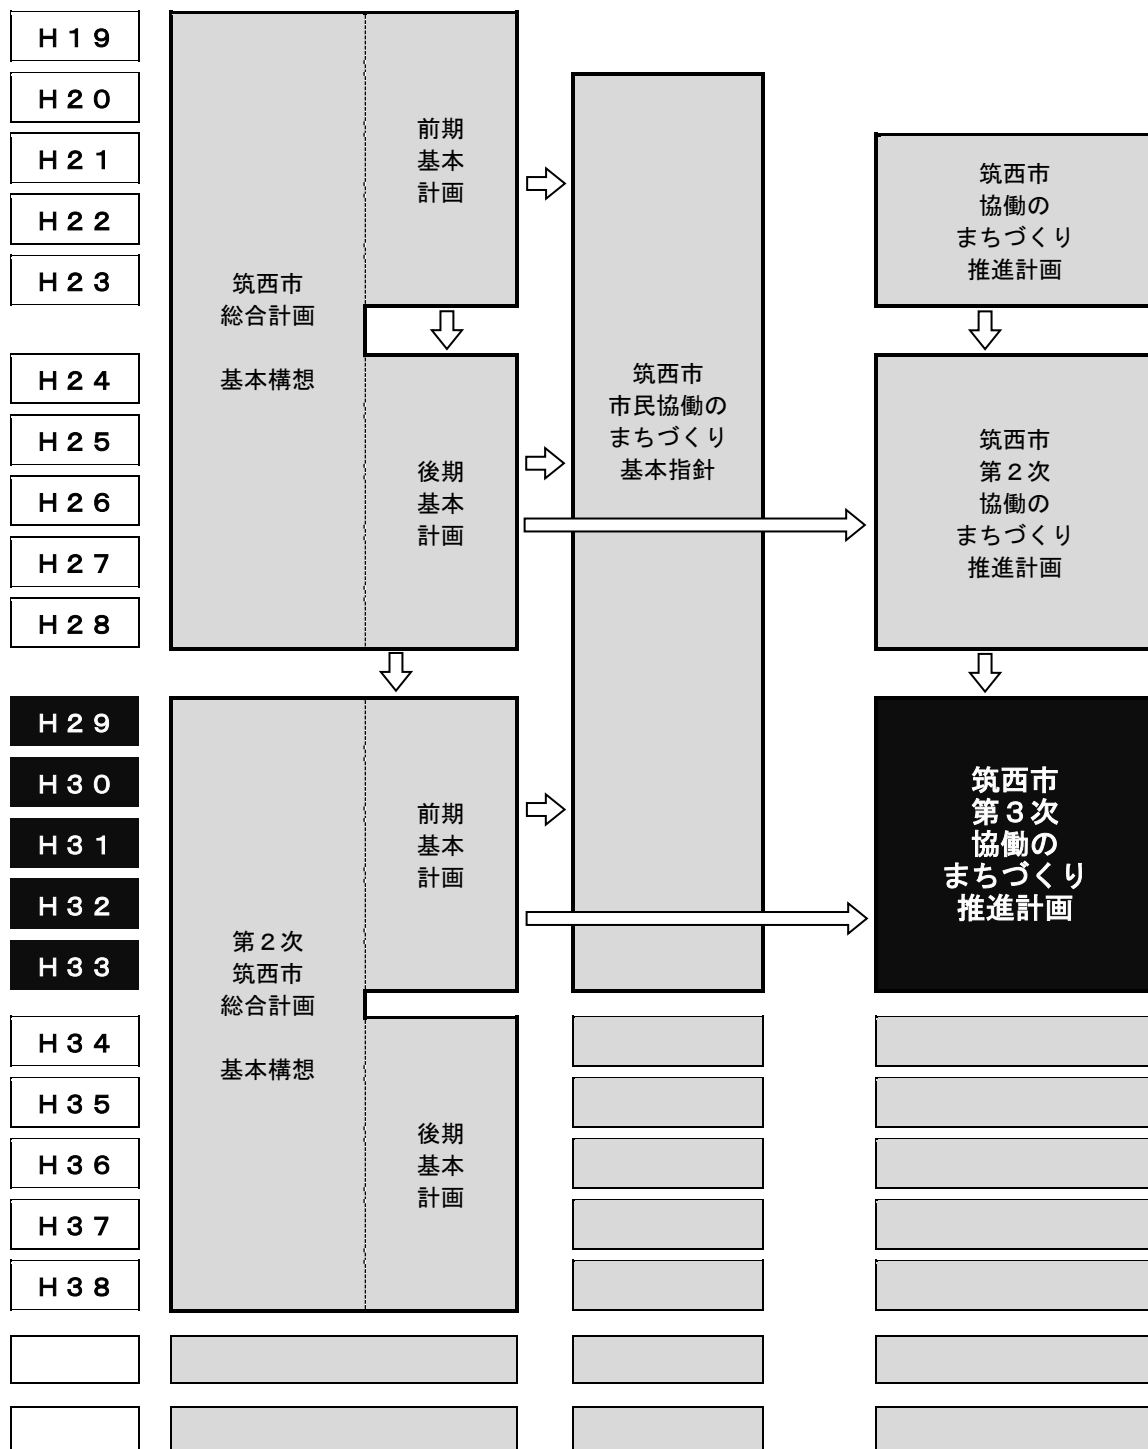 Ｈ１９
Ｈ２０
Ｈ２１
Ｈ２２
Ｈ２３
Ｈ２４
Ｈ２５
Ｈ２６
Ｈ２７
Ｈ２８
Ｈ２９
Ｈ３０
Ｈ３１
Ｈ３２
Ｈ３３
Ｈ３４
Ｈ３５
Ｈ３６
Ｈ３７
Ｈ３８
筑西市
総合計画
基本構想
前期
基本
計画
後期
基本
計画
第２次
筑西市
総合計画
基本構想
前期
基本
計画
後期
基本
計画
筑西市
市民協働の
まちづくり
基本指針
筑西市
協働の
まちづくり
推進計画
筑西市
第２次
協働の
まちづくり
推進計画
筑西市
第３次
協働の
まちづくり
推進計画